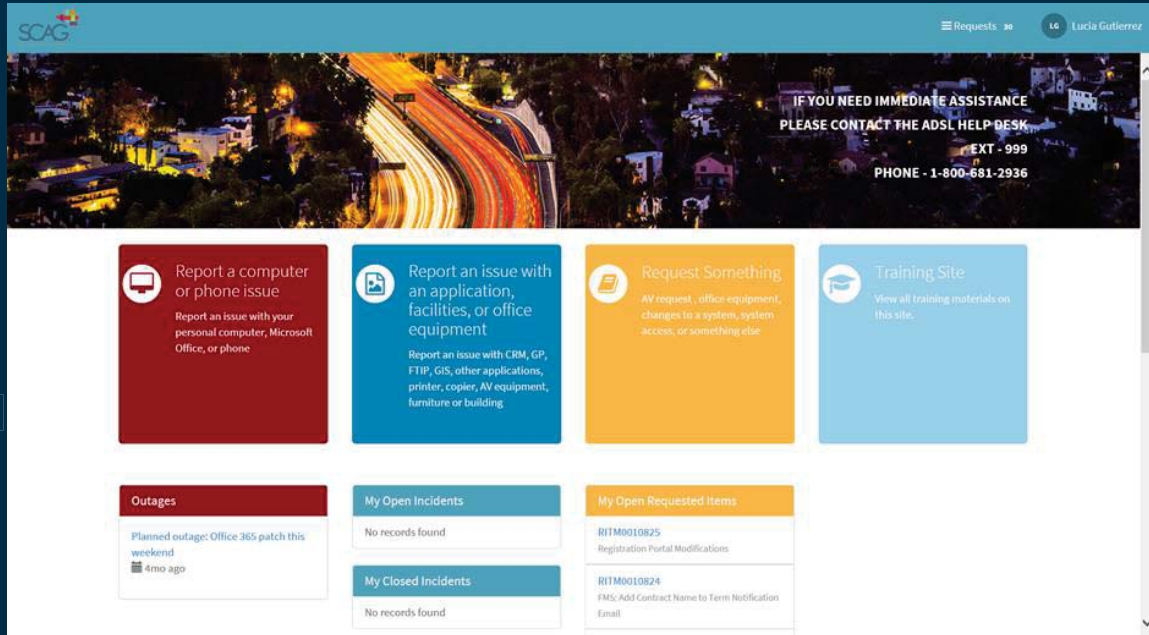 SCAG
Requests 30
LG Lucia Gutierrez
IF YOU NEED IMMEDIATE ASSISTANCE
PLEASE CONTACT THE ADSL HELP DESK
EXT - 999
PHONE - 1-800-681-2936
Report a computer
or phone issue
Report an issue with your
personal computer, Microsoft
Office, or phone
Report an issue with
an application,
facilities, or office
equipment
Report an issue with CRM, GP,
FTIP, GIS, other applications,
printer, copier, AV equipment,
furniture or building
Request Something
AV request , office equipment,
changes to a system, system
access, or something else
Training Site
View all training materials on
this site.
Outages
Planned outage: Office 365 patch this
weekend
4mo ago
My Open Incidents
No records found
My Closed Incidents
No records found
My Open Requested Items
RITM0010825
Registration Portal Modifications
RITM0010824
FMS: Add Contract Name to Term Notification
Email